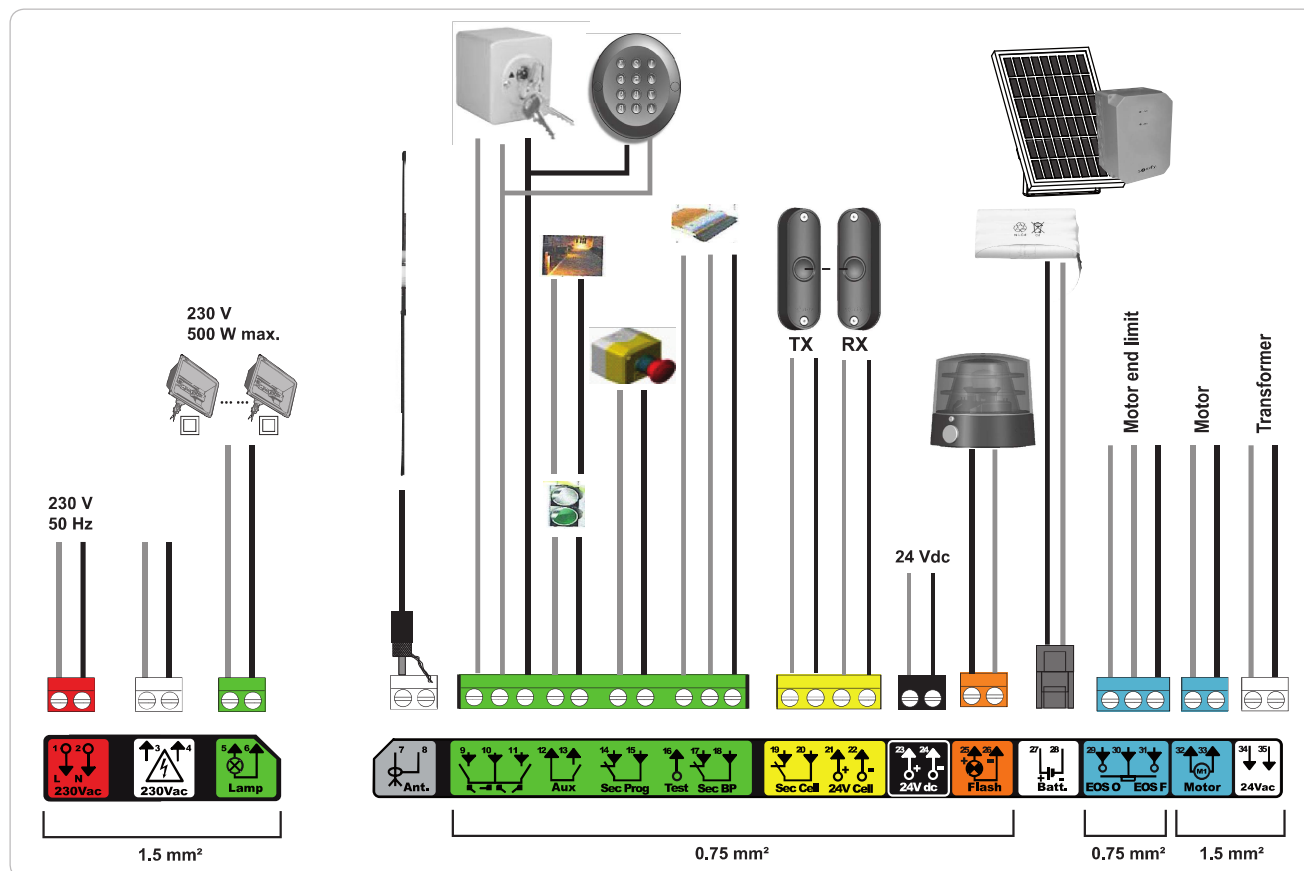 230 V
500 W max.
230 V
50 Hz
TX
RX
24 Vdc
Motor end limit
Motor
Transformer
somfy
1 2
L N
230Vac
3 4
230Vac
5 6
Lamp
7 8
Ant.
9 10 11
12 13
Aux
14 15
Sec Prog
16
Test
17 18
Sec BP
19 20
Sec Cell
21 22
+ -
24V Cell
23 24
+ -
24V dc
25 26
+ -
Flash
27 28
+ -
Batt.
29 30 31
EOS O EOS F
32 33
M1
Motor
34 35
24Vac
1.5 mm²
0.75 mm²
0.75 mm²
1.5 mm²